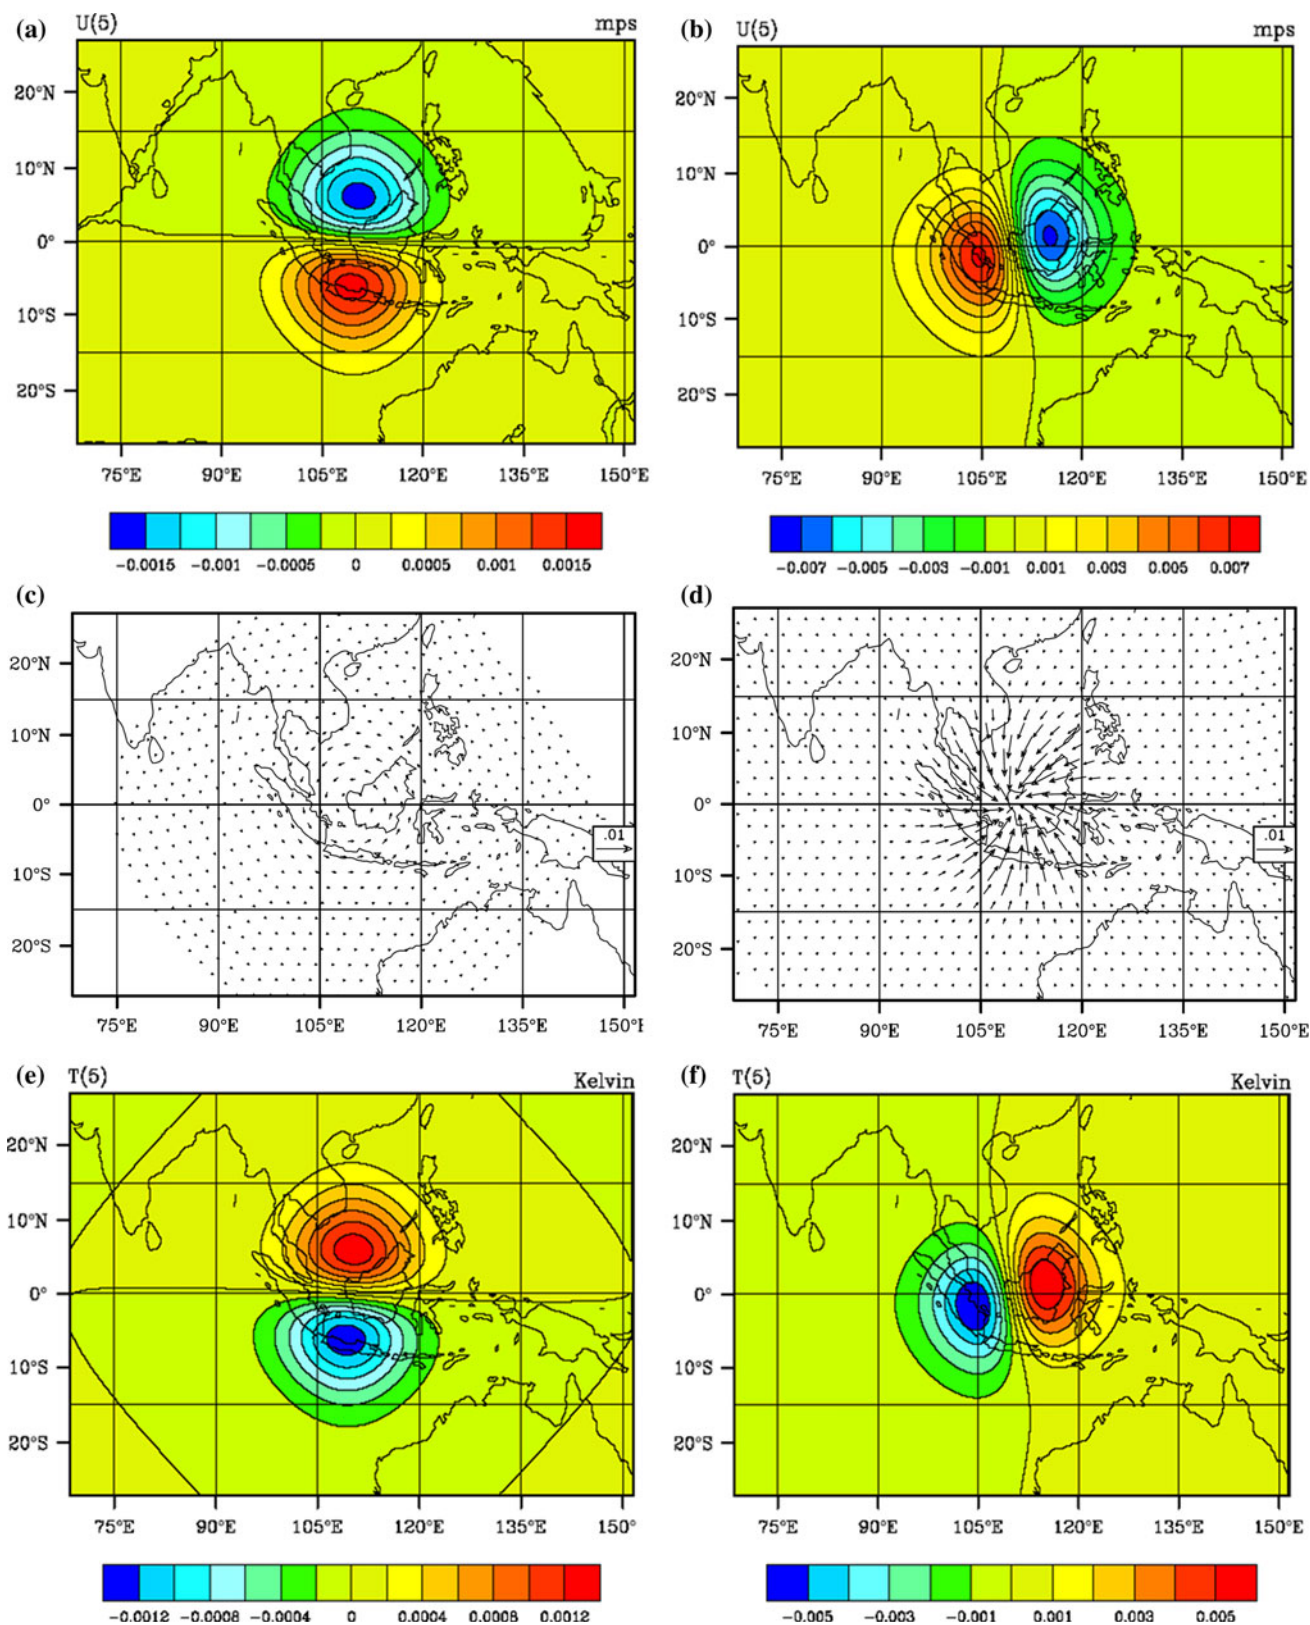 (a) U(5) mps
20°N
10°N
0°
10°S
20°S
75°E 90°E 105°E 120°E 135°E 150°E
-0.0015 -0.001 -0.0005 0 0.0005 0.001 0.0015
(b) U(5) mps
20°N
10°N
0°
10°S
20°S
75°E 90°E 105°E 120°E 135°E 150°E
-0.007 -0.005 -0.003 -0.001 0.001 0.003 0.005 0.007
(c)
20°N
10°N
0°
10°S
20°S
.01
75°E 90°E 105°E 120°E 135°E 150°E
(d)
20°N
10°N
0°
10°S
20°S
.01
75°E 90°E 105°E 120°E 135°E 150°E
(e) T(5) Kelvin
20°N
10°N
0°
10°S
20°S
75°E 90°E 105°E 120°E 135°E 150°
-0.0012 -0.0008 -0.0004 0 0.0004 0.0008 0.0012
(f) T(5) Kelvin
20°N
10°N
0°
10°S
20°S
75°E 90°E 105°E 120°E 135°E 150°E
-0.005 -0.003 -0.001 0.001 0.003 0.005